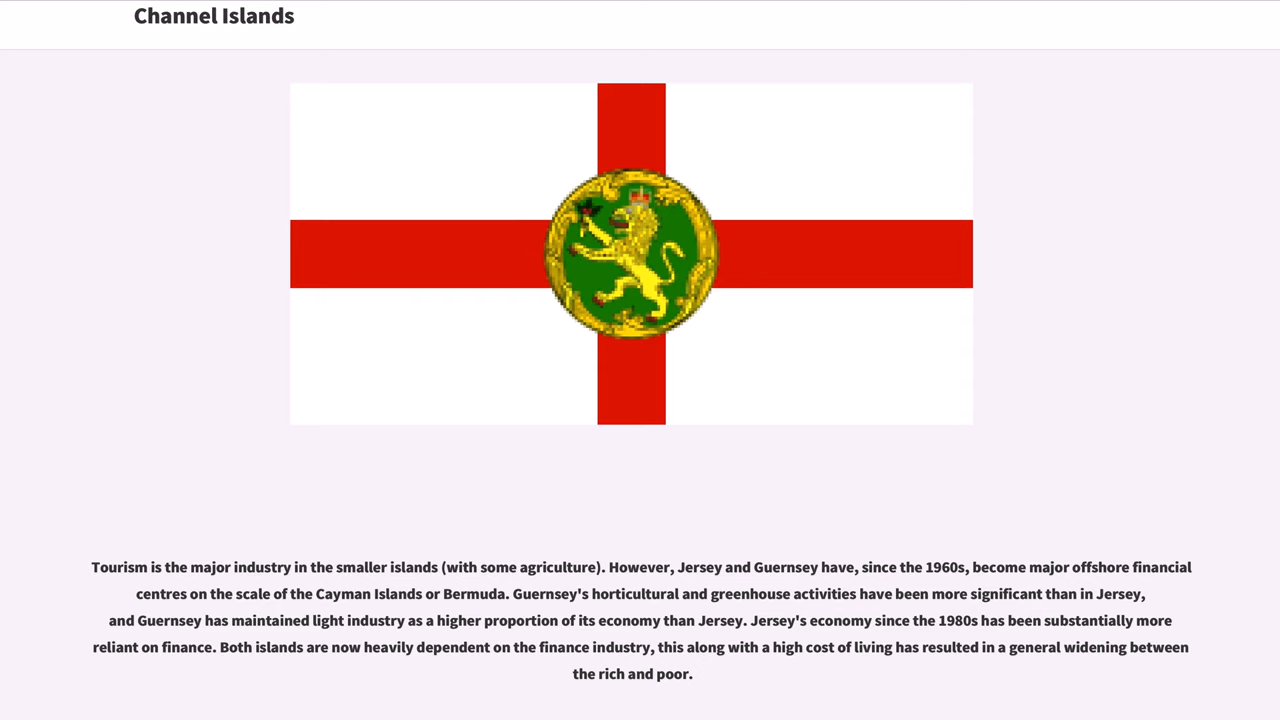 Channel Islands
Tourism is the major industry in the smaller islands (with some agriculture). However, Jersey and Guernsey have, since the 1960s, become major offshore financial
centres on the scale of the Cayman Islands or Bermuda. Guernsey's horticultural and greenhouse activities have been more significant than in Jersey,
and Guernsey has maintained light industry as a higher proportion of its economy than Jersey. Jersey's economy since the 1980s has been substantially more
reliant on finance. Both islands are now heavily dependent on the finance industry, this along with a high cost of living has resulted in a general widening between
the rich and poor.